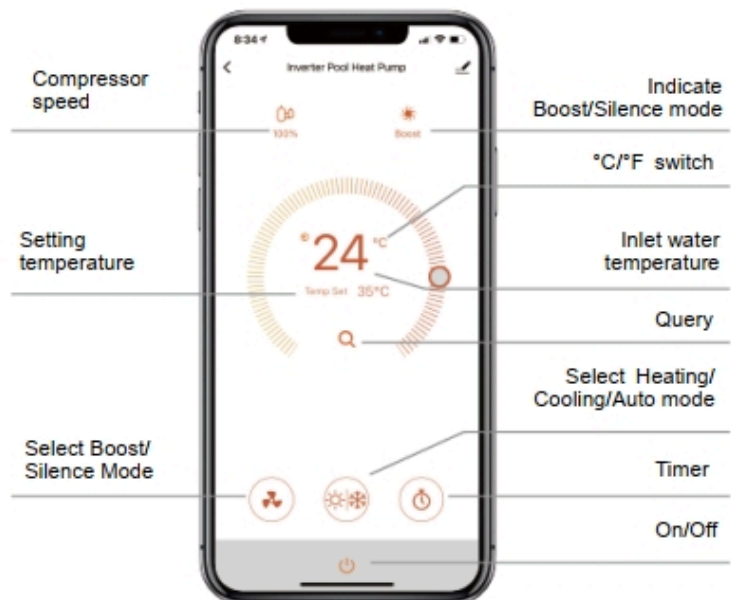 8:34
Inverter Pool Heat Pump
Compressor
speed
Indicate
Boost/Silence mode
100%
Boost
°C/°F switch
Setting
temperature
24 °C
Inlet water
temperature
Temp Set 35°C
Query
Select Heating/
Cooling/Auto mode
Select Boost/
Silence Mode
Timer
On/Off